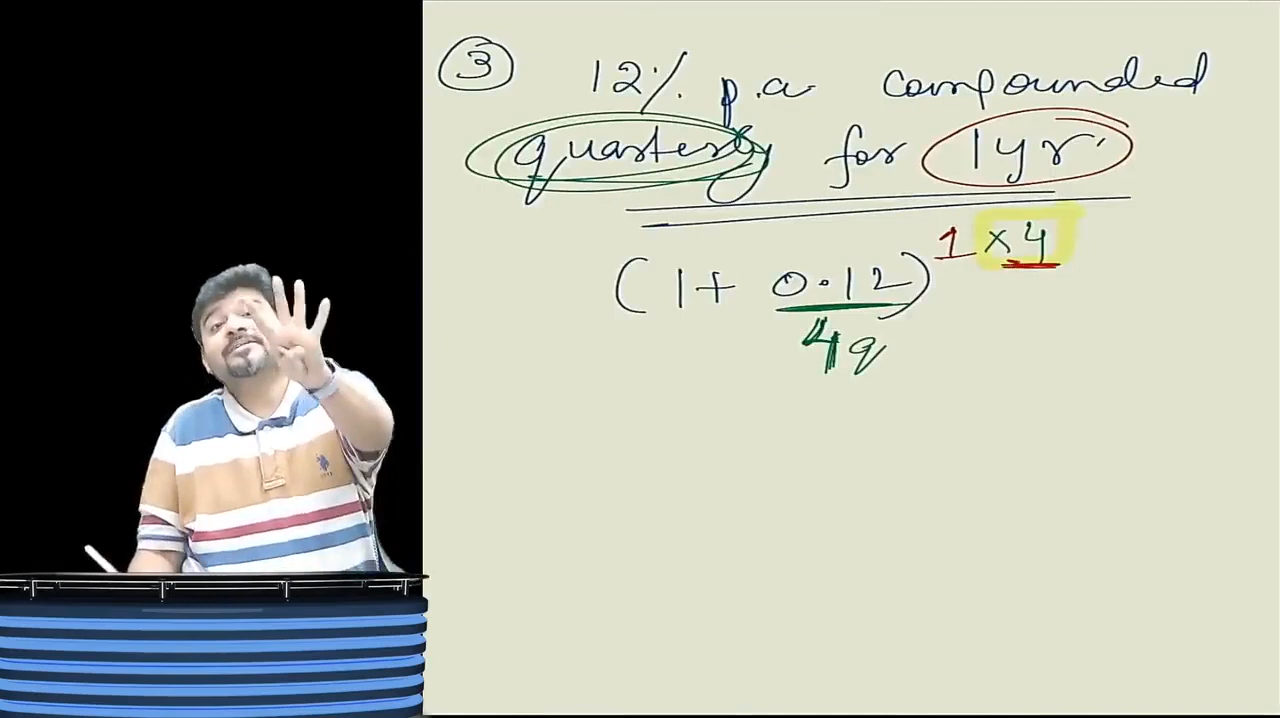 ③ 12% p.a. compounded
quarterly for 1yr.
(1 + 0.12/4q)^1×4